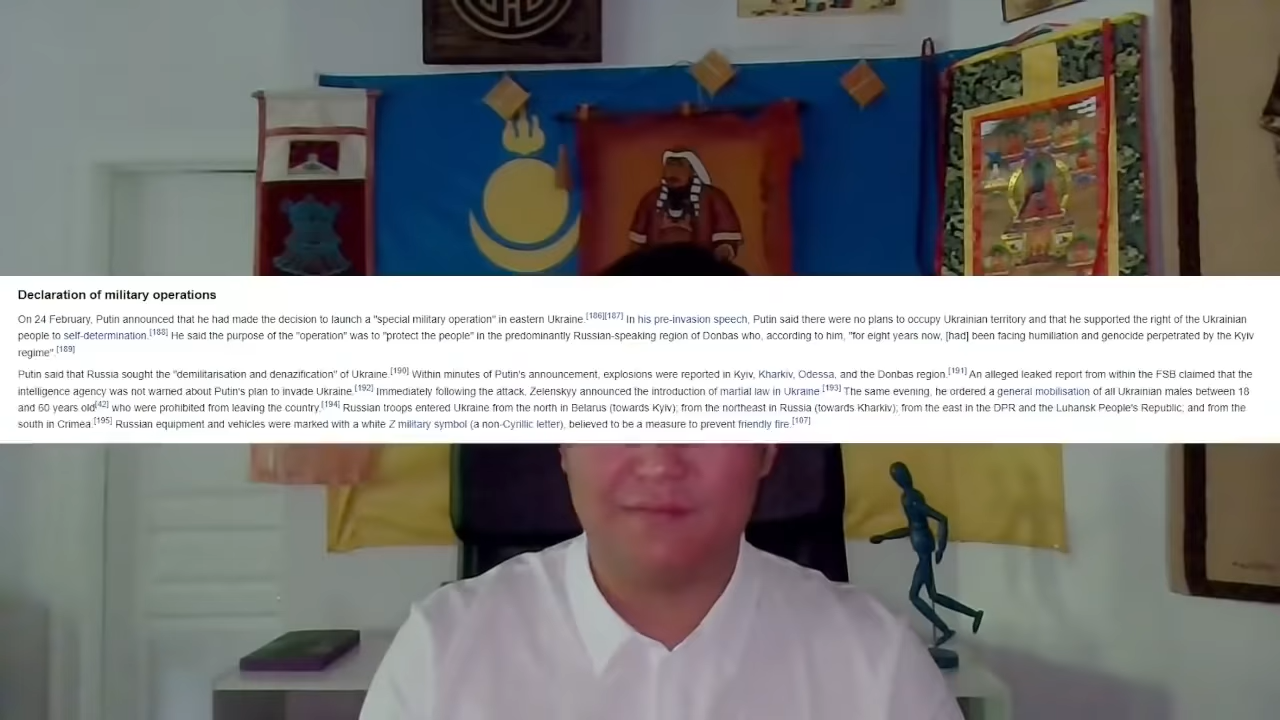 Declaration of military operations
On 24 February, Putin announced that he had made the decision to launch a "special military operation" in eastern Ukraine.[186][187] In his pre-invasion speech, Putin said there were no plans to occupy Ukrainian territory and that he supported the right of the Ukrainian
people to self-determination.[188] He said the purpose of the "operation" was to "protect the people" in the predominantly Russian-speaking region of Donbas who, according to him, "for eight years now, [had] been facing humiliation and genocide perpetrated by the Kyiv
regime".[189]
Putin said that Russia sought the "demilitarisation and denazification" of Ukraine.[190] Within minutes of Putin's announcement, explosions were reported in Kyiv, Kharkiv, Odessa, and the Donbas region.[191] An alleged leaked report from within the FSB claimed that the
intelligence agency was not warned about Putin's plan to invade Ukraine.[192] Immediately following the attack, Zelenskyy announced the introduction of martial law in Ukraine.[193] The same evening, he ordered a general mobilisation of all Ukrainian males between 18
and 60 years old[42] who were prohibited from leaving the country.[194] Russian troops entered Ukraine from the north in Belarus (towards Kyiv); from the northeast in Russia (towards Kharkiv); from the east in the DPR and the Luhansk People's Republic; and from the
south in Crimea.[195] Russian equipment and vehicles were marked with a white Z military symbol (a non-Cyrillic letter), believed to be a measure to prevent friendly fire.[107]